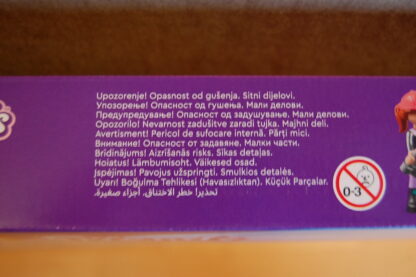 Upozorenje! Opasnost od gušenja. Sitni dijelovi.
Упозорење! Опасност од гушења. Мали делови.
Предупредување! Опасност од задушување. Мали делови.
Opozorilo! Nevarnost zadušitve zaradi tujka. Majhni deli.
Avertisment! Pericol de sufocare internă. Părți mici.
Внимание! Опасност от задавяне. Малки части.
Brīdinājums! Aizrīšanās risks. Sīkas detaļas.
Hoiatus! Lämbumisoht. Väikesed osad.
Įspėjimas! Pavojus užspringti. Smulkios detalės.
Uyarı! Boğulma Tehlikesi (Havasızlıktan). Küçük Parçalar.
تحذير! خطر الاختناق. أجزاء صغيرة.
0-3